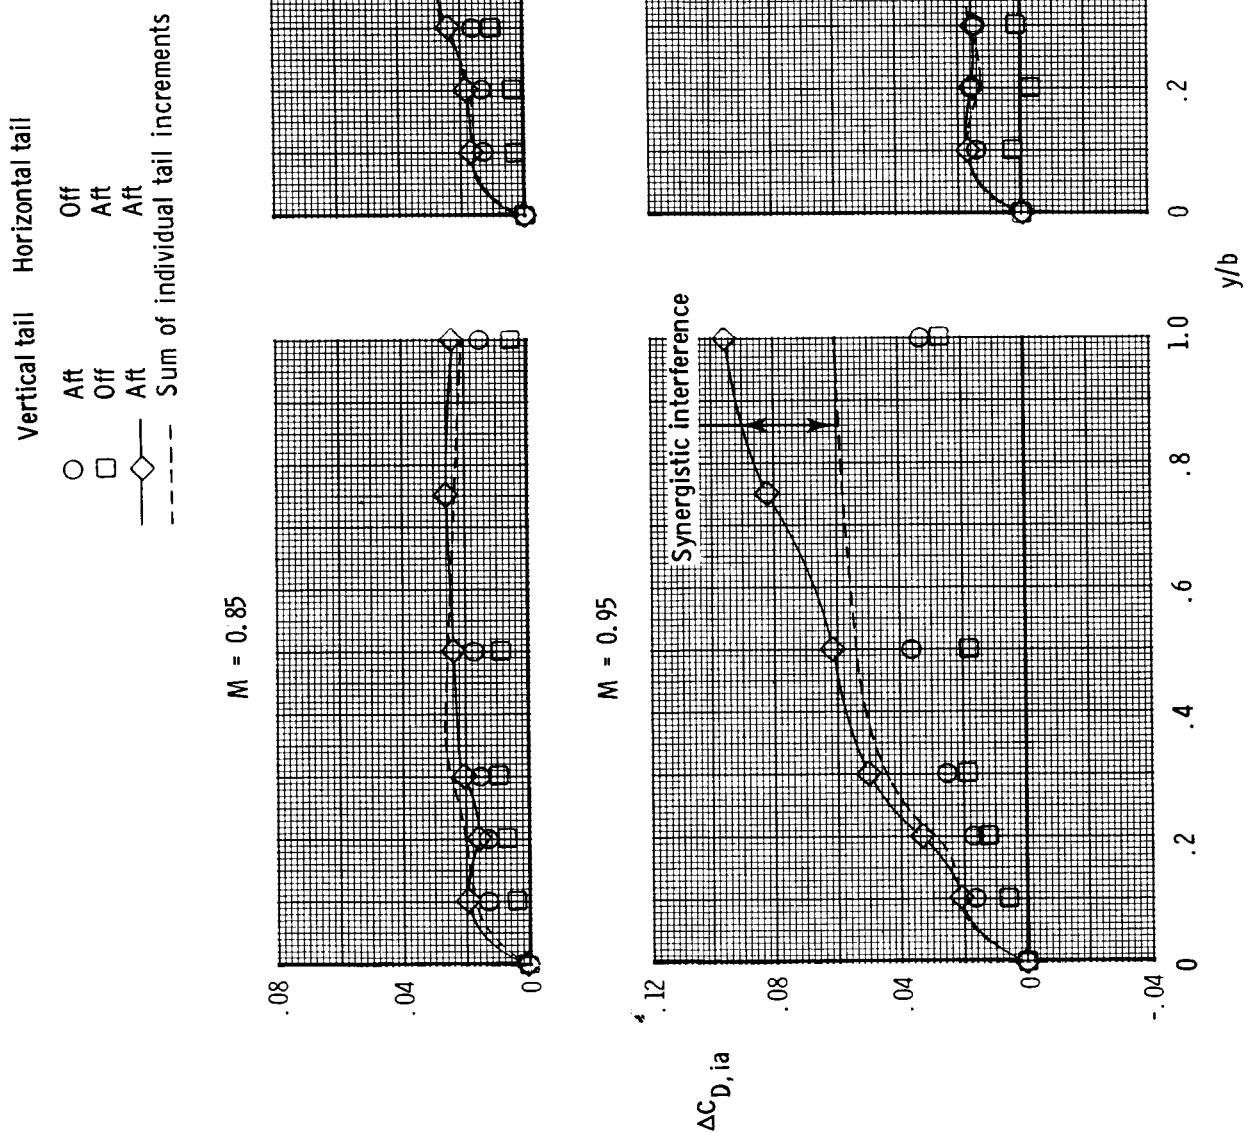 Vertical tail Horizontal tail
Aft Off
Off Aft
Aft Aft
Sum of individual tail increments
M = 0.85
.08
.04
0
M = 0.95
Synergistic interference
.12
.08
.04
0
-.04
ΔC_D,ia
0 .2 .4 .6 .8 1.0
0 .2
y/b